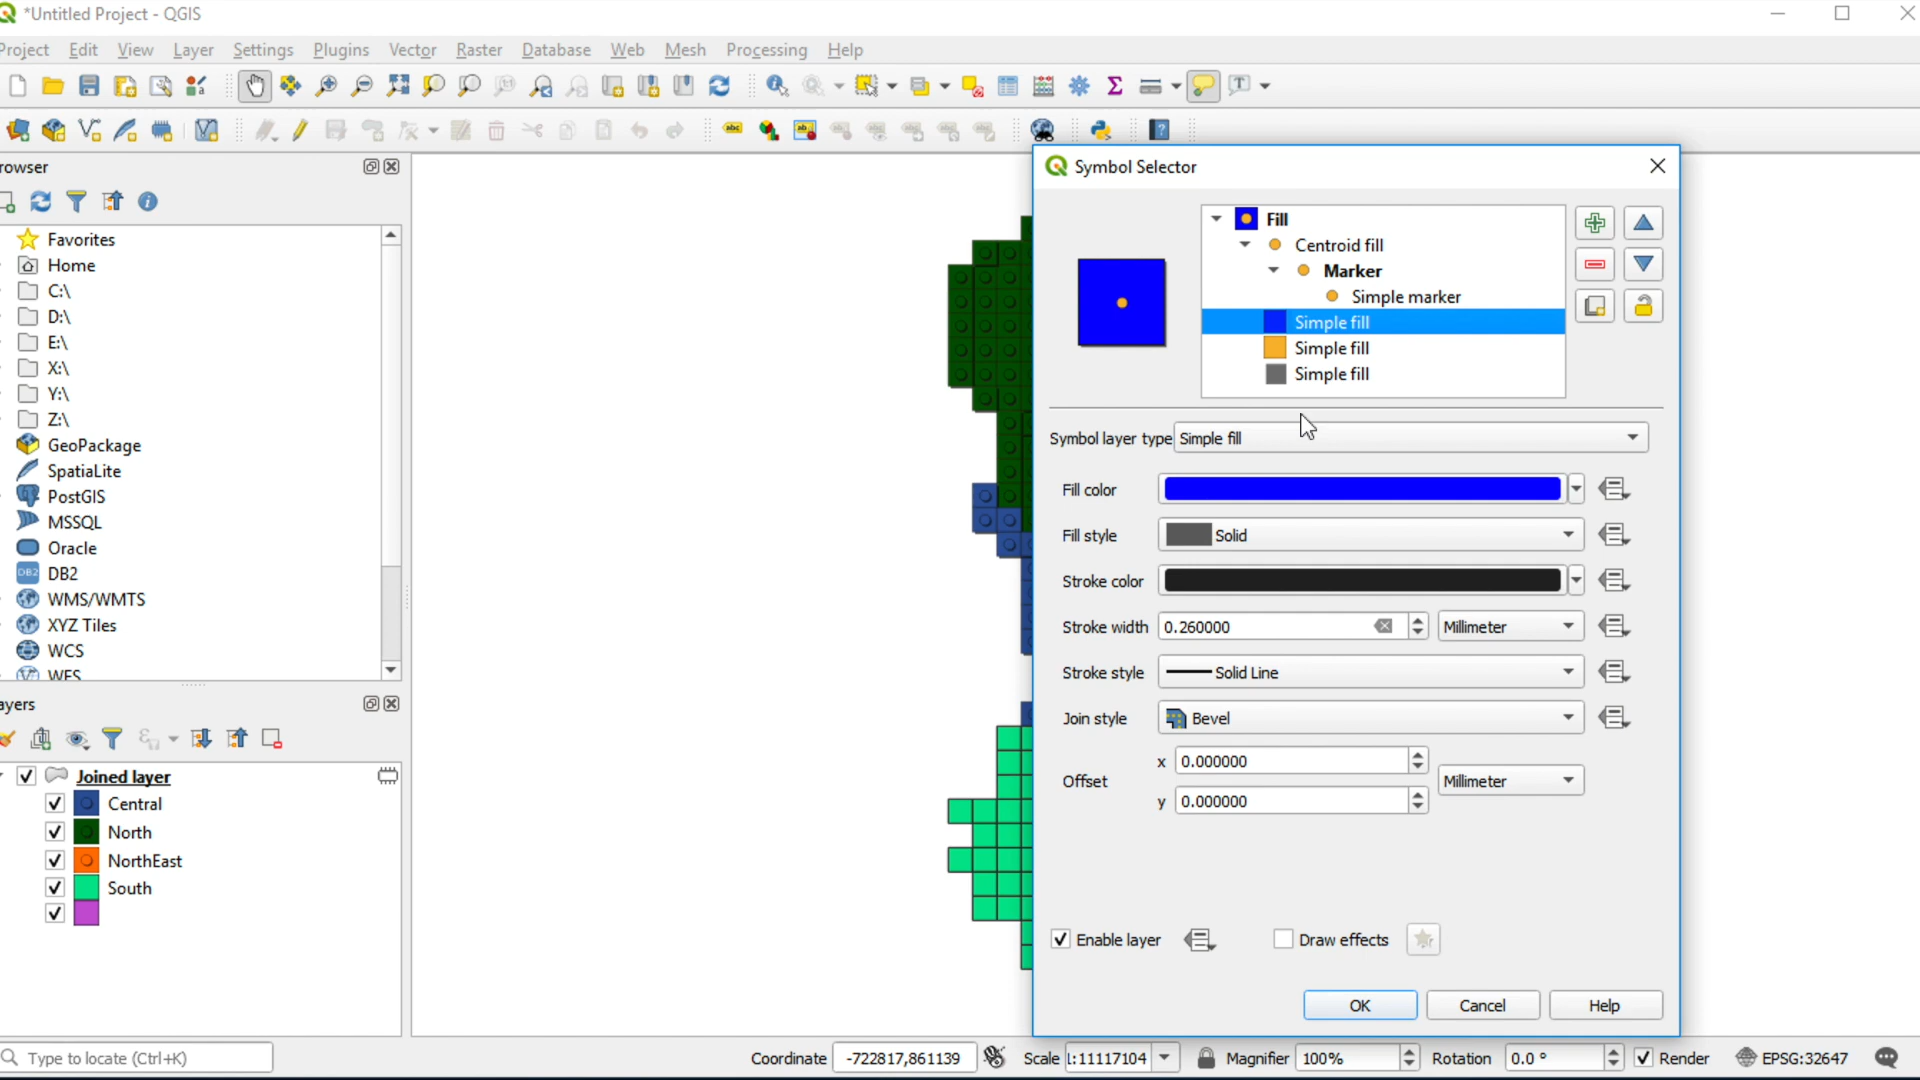 *Untitled Project - QGIS
Project Edit View Layer Settings Plugins Vector Raster Database Web Mesh Processing Help
rowser
Favorites
Home
C:\
D:\
E:\
X:\
Y:\
Z:\
GeoPackage
SpatiaLite
PostGIS
MSSQL
Oracle
DB2
WMS/WMTS
XYZ Tiles
WCS
WFS
ayers
Joined layer
Central
North
NorthEast
South
Symbol Selector
Fill
Centroid fill
Marker
Simple marker
Simple fill
Simple fill
Simple fill
Symbol layer type Simple fill
Fill color
Fill style Solid
Stroke color
Stroke width 0.260000 Millimeter
Stroke style Solid Line
Join style Bevel
Offset x 0.000000 Millimeter
y 0.000000
Enable layer Draw effects
OK Cancel Help
Type to locate (Ctrl+K) Coordinate -722817,861139 Scale 1:11117104 Magnifier 100% Rotation 0.0 ° Render EPSG:32647